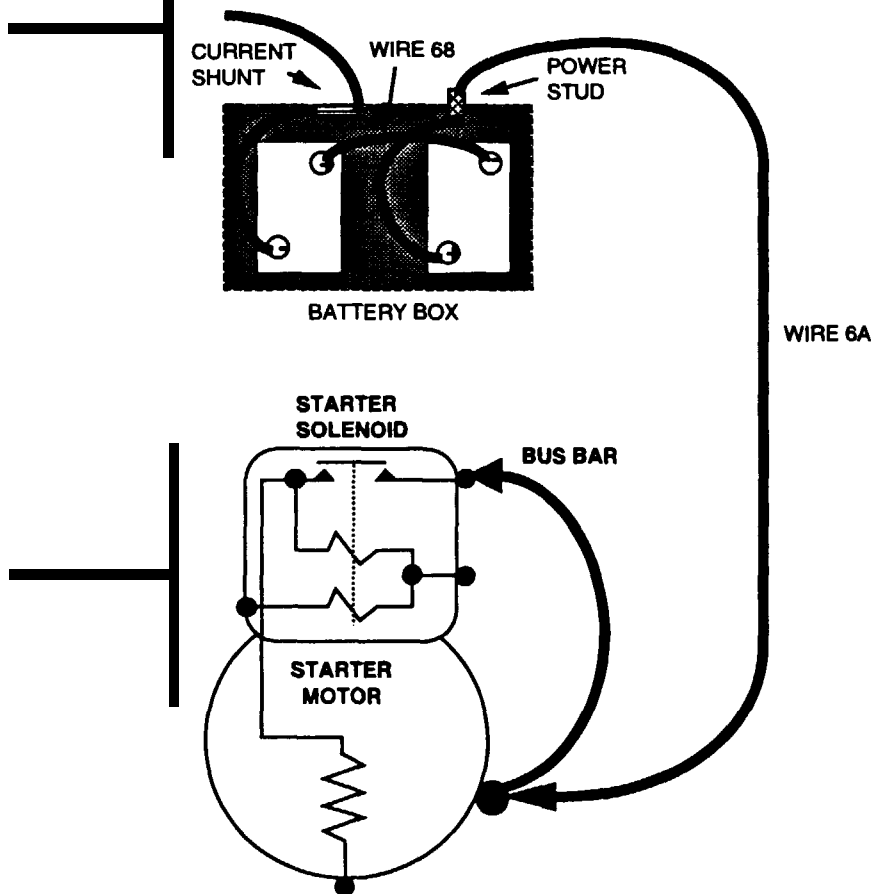 CURRENT
SHUNT
WIRE 68
POWER
STUD
BATTERY BOX
WIRE 6A
STARTER
SOLENOID
BUS BAR
STARTER
MOTOR